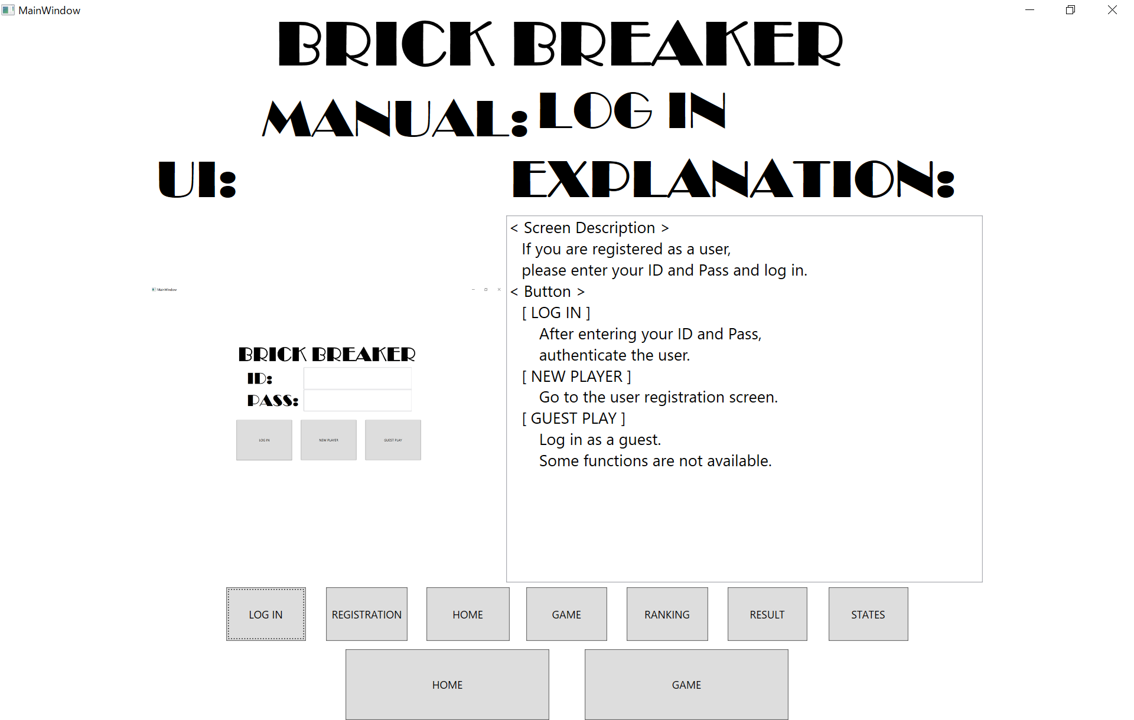 MainWindow
BRICK BREAKER
MANUAL: LOG IN
UI:
EXPLANATION:
MainWindow
BRICK BREAKER
ID:
PASS:
LOG IN
NEW PLAYER
GUEST PLAY
< Screen Description >
If you are registered as a user,
please enter your ID and Pass and log in.
< Button >
[ LOG IN ]
After entering your ID and Pass,
authenticate the user.
[ NEW PLAYER ]
Go to the user registration screen.
[ GUEST PLAY ]
Log in as a guest.
Some functions are not available.
LOG IN
REGISTRATION
HOME
GAME
RANKING
RESULT
STATES
HOME
GAME